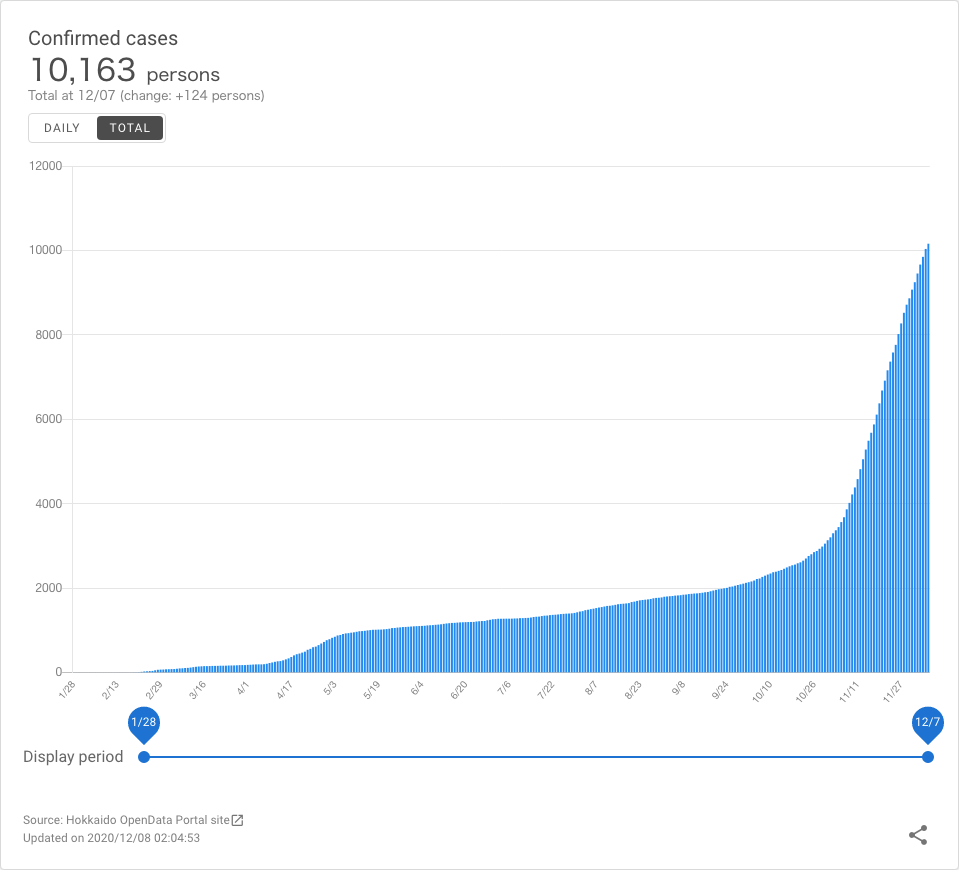 Confirmed cases
10,163 persons
Total at 12/07 (change: +124 persons)
DAILY TOTAL
12000
10000
8000
6000
4000
2000
0
1/28 2/13 2/29 3/16 4/1 4/17 5/3 5/19 6/4 6/20 7/6 7/22 8/7 8/23 9/8 9/24 10/10 10/26 11/11 11/27
1/28 12/7
Display period
Source: Hokkaido OpenData Portal site
Updated on 2020/12/08 02:04:53